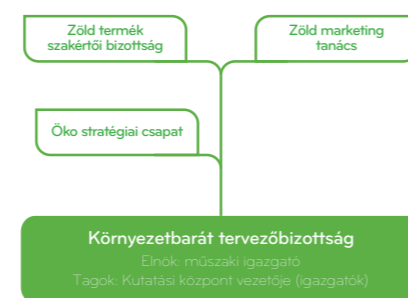 Zöld termék
szakértői bizottság
Zöld marketing
tanács
Öko stratégiai csapat
Környezetbarát tervezőbizottság
Elnök: műszaki igazgató
Tagok: Kutatási központ vezetője (igazgatók)